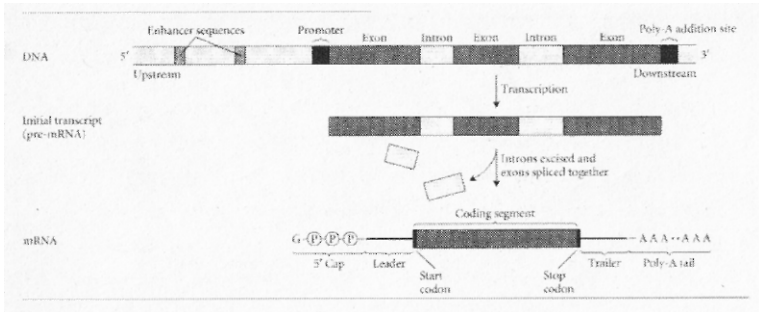 Enhancer sequences
Promoter
Exon
Intron
Exon
Intron
Exon
Poly-A addition site
DNA
5'
3'
Upstream
Downstream
Transcription
Initial transcript
(pre-mRNA)
Introns excised and
exons spliced together
Coding segment
mRNA
G-P-P-P
-AAA--AAA
5' Cap
Leader
Start
codon
Stop
codon
Trailer
Poly-A tail